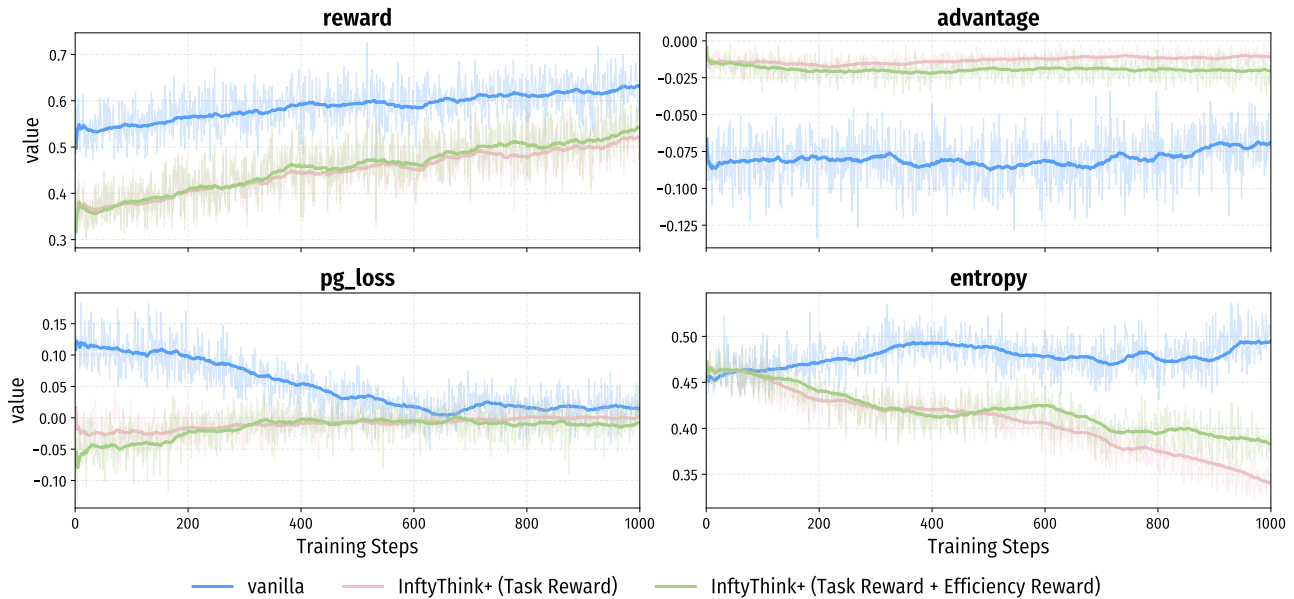 reward
advantage
value
0.7
0.6
0.5
0.4
0.3
0.000
−0.025
−0.050
−0.075
−0.100
−0.125
pg_loss
entropy
value
0.15
0.10
0.05
0.00
−0.05
−0.10
0 200 400 600 800 1000
Training Steps
0.50
0.45
0.40
0.35
0 200 400 600 800 1000
Training Steps
vanilla InftyThink+ (Task Reward) InftyThink+ (Task Reward + Efficiency Reward)